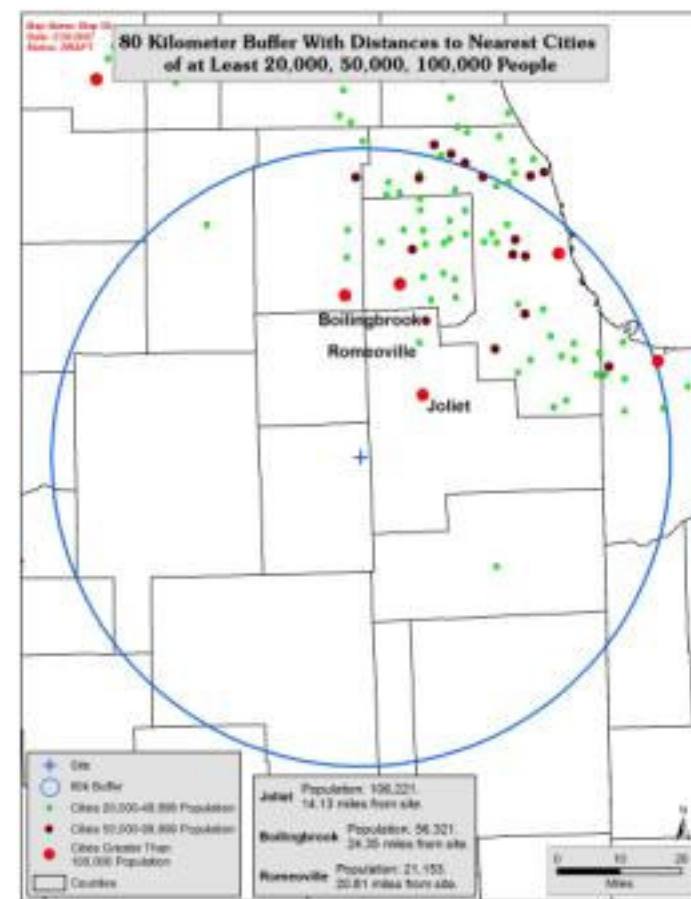 80 Kilometer Buffer With Distances to Nearest Cities
of at Least 20,000, 50,000, 100,000 People
Boilingbrook
Romeoville
Joliet
Site
80k Buffer
Cities 20,000-49,999 Population
Cities 50,000-99,999 Population
Cities Greater Than
100,000 Population
Counties
Joliet Population: 106,221.
14.13 miles from site.
Boilingbrook Population: 56,321.
24.35 miles from site.
Romeoville Population: 21,153.
20.81 miles from site.
N
0 10 20
Miles